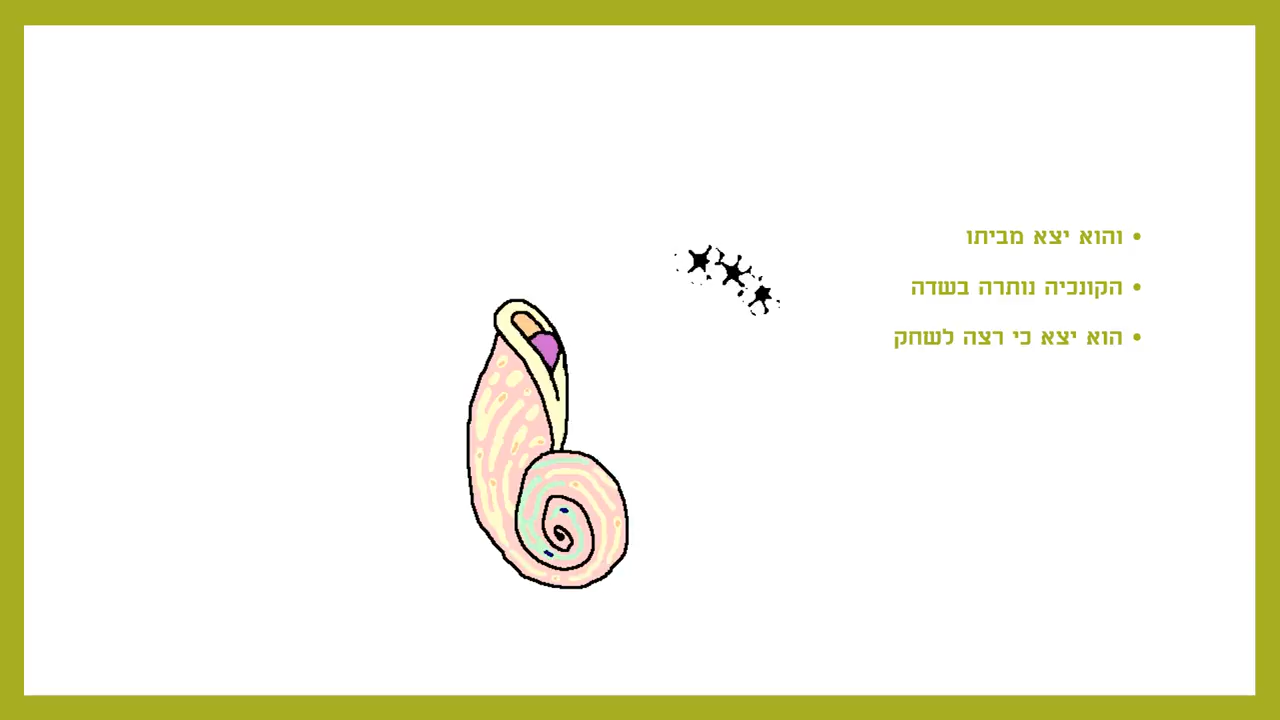 • והוא יצא מביתו
• הקונכיה נותרה בשדה
• הוא יצא כי רצה לשחק